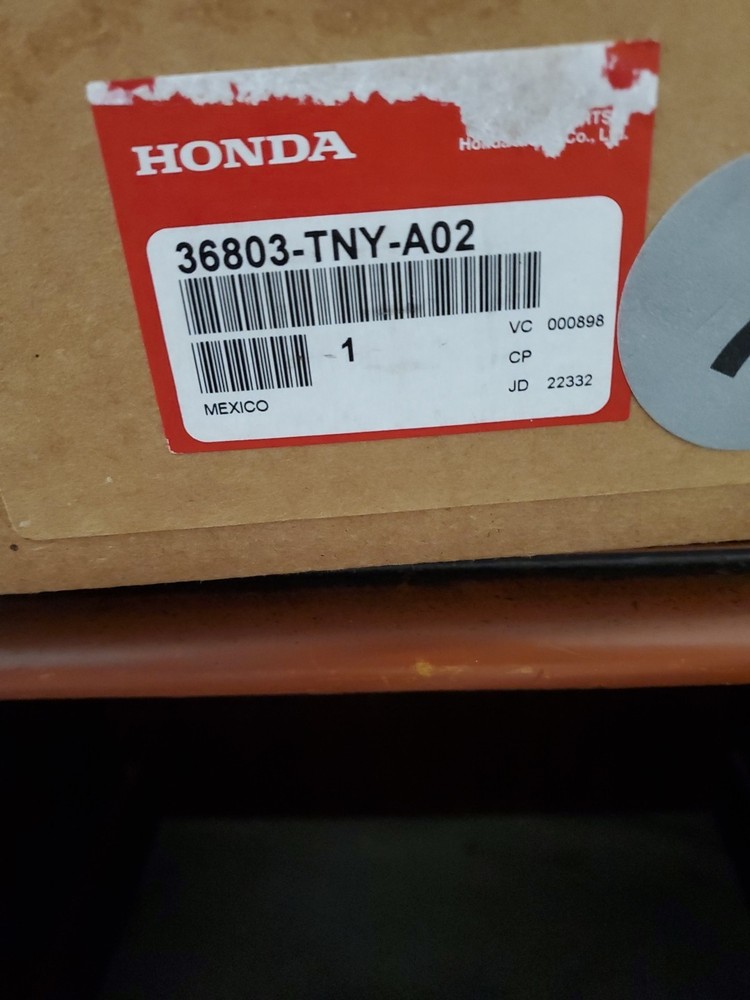 HONDA
36803-TNY-A02
1
VC 000898
CP
JD 22332
MEXICO